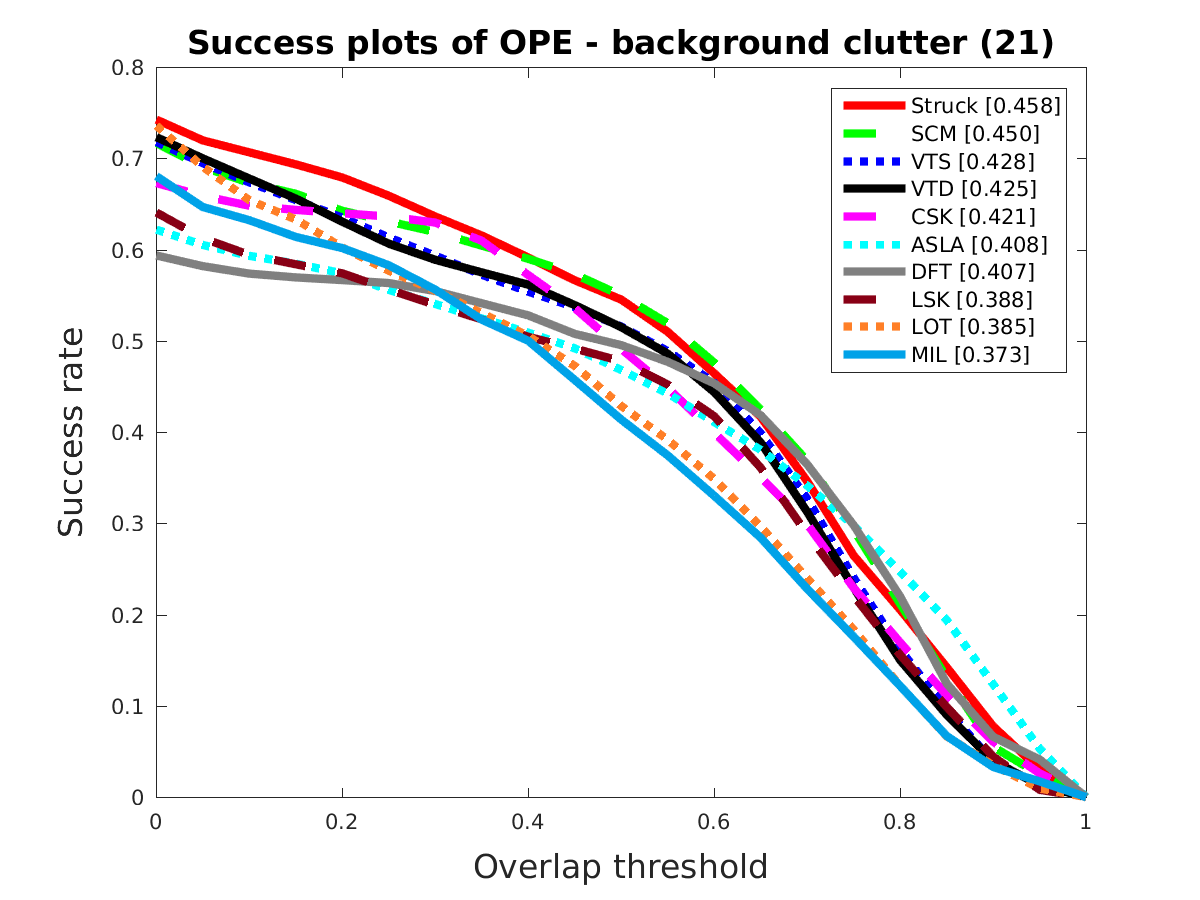 Success plots of OPE - background clutter (21)
Success rate
0.8
0.7
0.6
0.5
0.4
0.3
0.2
0.1
0
Struck [0.458]
SCM [0.450]
VTS [0.428]
VTD [0.425]
CSK [0.421]
ASLA [0.408]
DFT [0.407]
LSK [0.388]
LOT [0.385]
MIL [0.373]
0 0.2 0.4 0.6 0.8 1
Overlap threshold